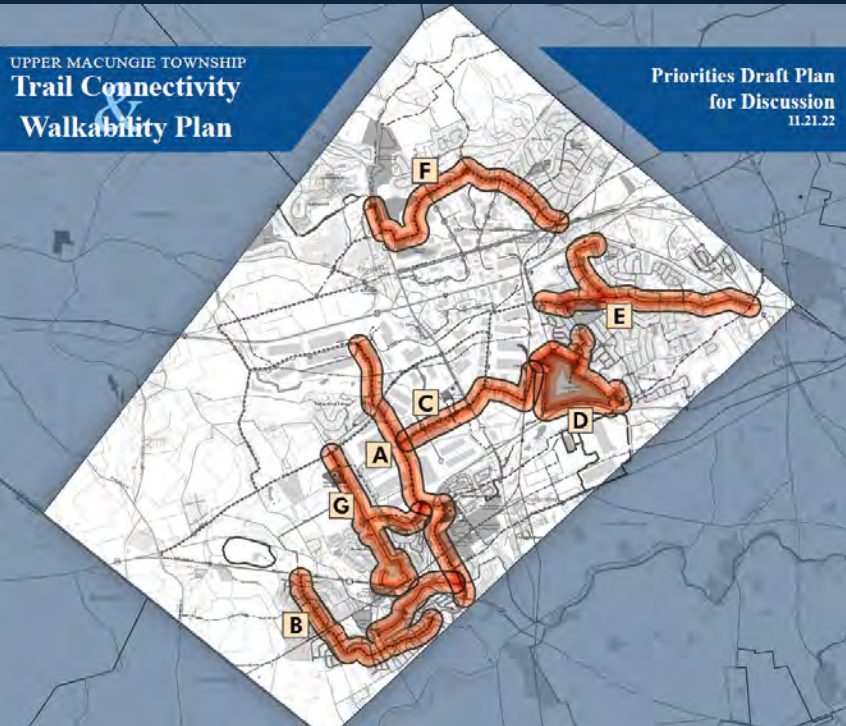 UPPER MACUNGIE TOWNSHIP
Trail Connectivity
&
Walkability Plan
Priorities Draft Plan
for Discussion
11.21.22
F
E
C
D
A
G
B